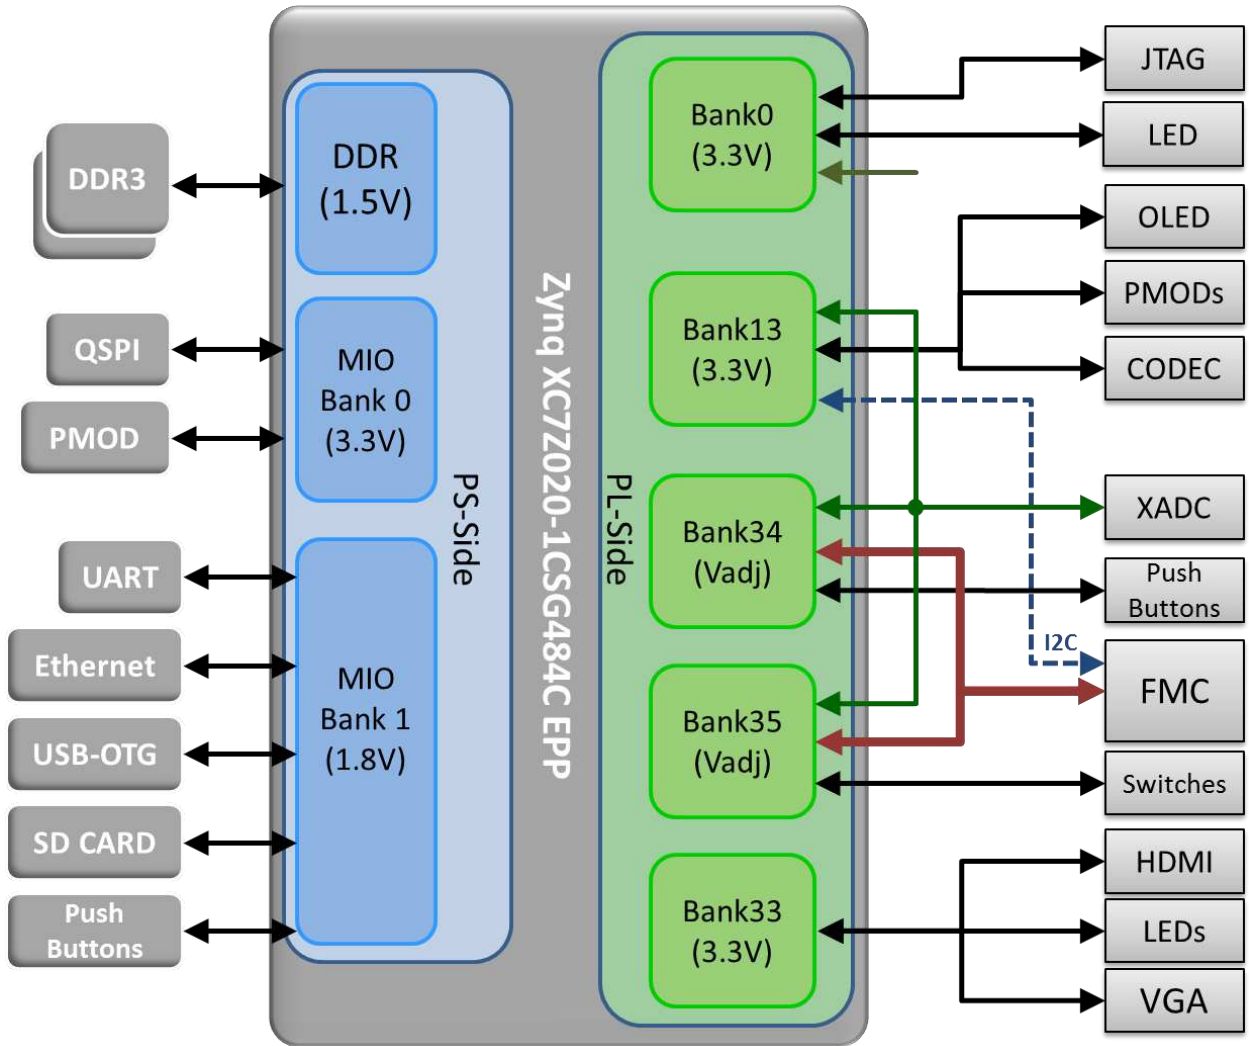 DDR3
QSPI
PMOD
UART
Ethernet
USB-OTG
SD CARD
Push
Buttons
DDR
(1.5V)
MIO
Bank 0
(3.3V)
MIO
Bank 1
(1.8V)
PS-Side
Zynq XC7Z020-1CSG484C EPP
PL-Side
Bank0
(3.3V)
Bank13
(3.3V)
Bank34
(Vadj)
Bank35
(Vadj)
Bank33
(3.3V)
JTAG
LED
OLED
PMODs
CODEC
XADC
Push
Buttons
I2C
FMC
Switches
HDMI
LEDs
VGA